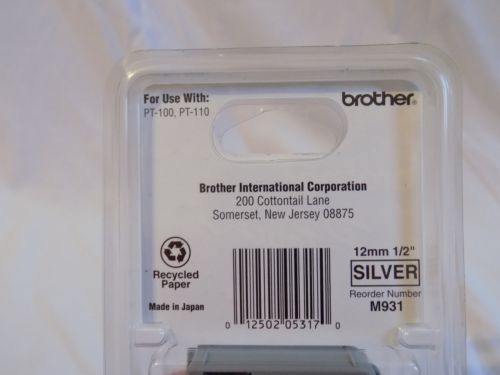 For Use With:
PT-100, PT-110
brother®
Brother International Corporation
200 Cottontail Lane
Somerset, New Jersey 08875
Recycled
Paper
Made in Japan
0 12502 05317 0
12mm 1/2"
SILVER
Reorder Number
M931